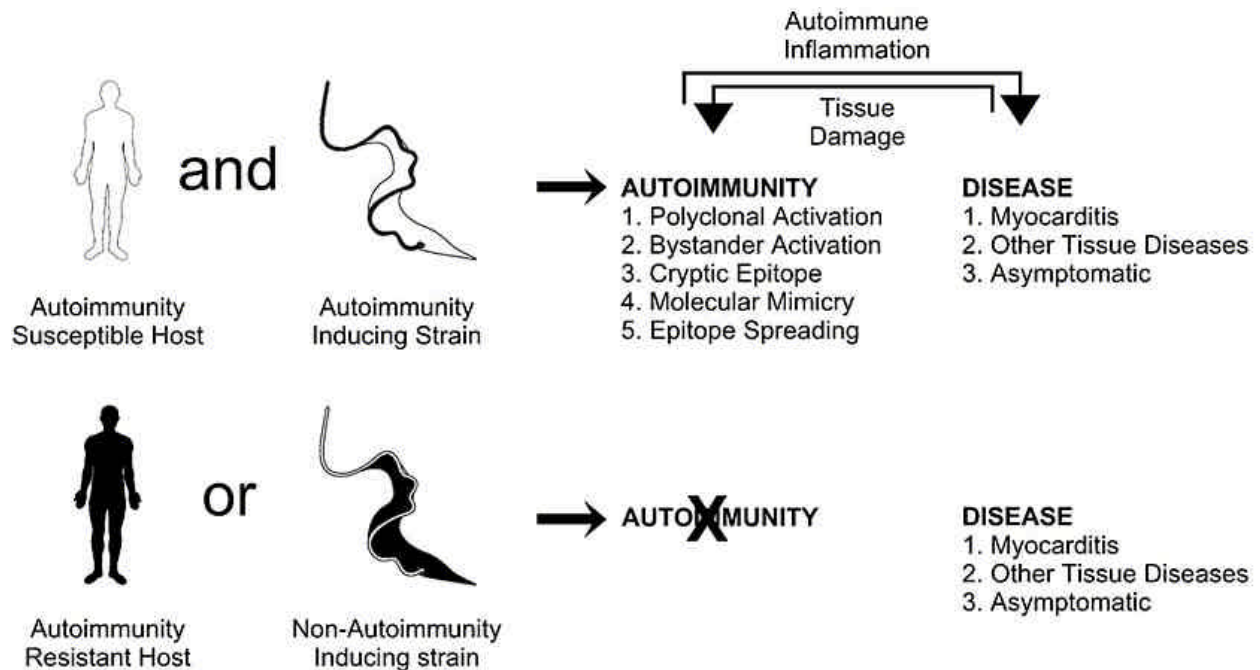 Autoimmune
Inflammation
Tissue
Damage
and
AUTOIMMUNITY
1. Polyclonal Activation
2. Bystander Activation
3. Cryptic Epitope
4. Molecular Mimicry
5. Epitope Spreading
DISEASE
1. Myocarditis
2. Other Tissue Diseases
3. Asymptomatic
Autoimmunity
Susceptible Host
Autoimmunity
Inducing Strain
or
AUTOIMMUNITY
X
DISEASE
1. Myocarditis
2. Other Tissue Diseases
3. Asymptomatic
Autoimmunity
Resistant Host
Non-Autoimmunity
Inducing strain